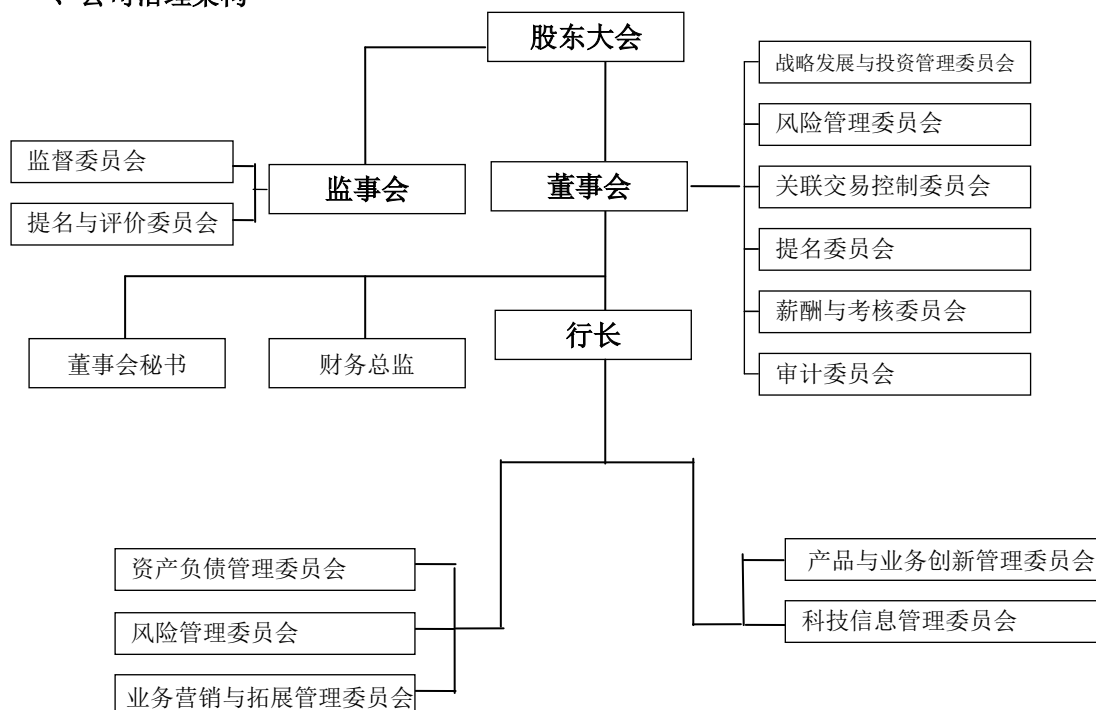 、公司治理架构
股东大会
战略发展与投资管理委员会
风险管理委员会
监督委员会
监事会
董事会
关联交易控制委员会
提名与评价委员会
提名委员会
薪酬与考核委员会
行长
董事会秘书
财务总监
审计委员会
资产负债管理委员会
产品与业务创新管理委员会
风险管理委员会
科技信息管理委员会
业务营销与拓展管理委员会